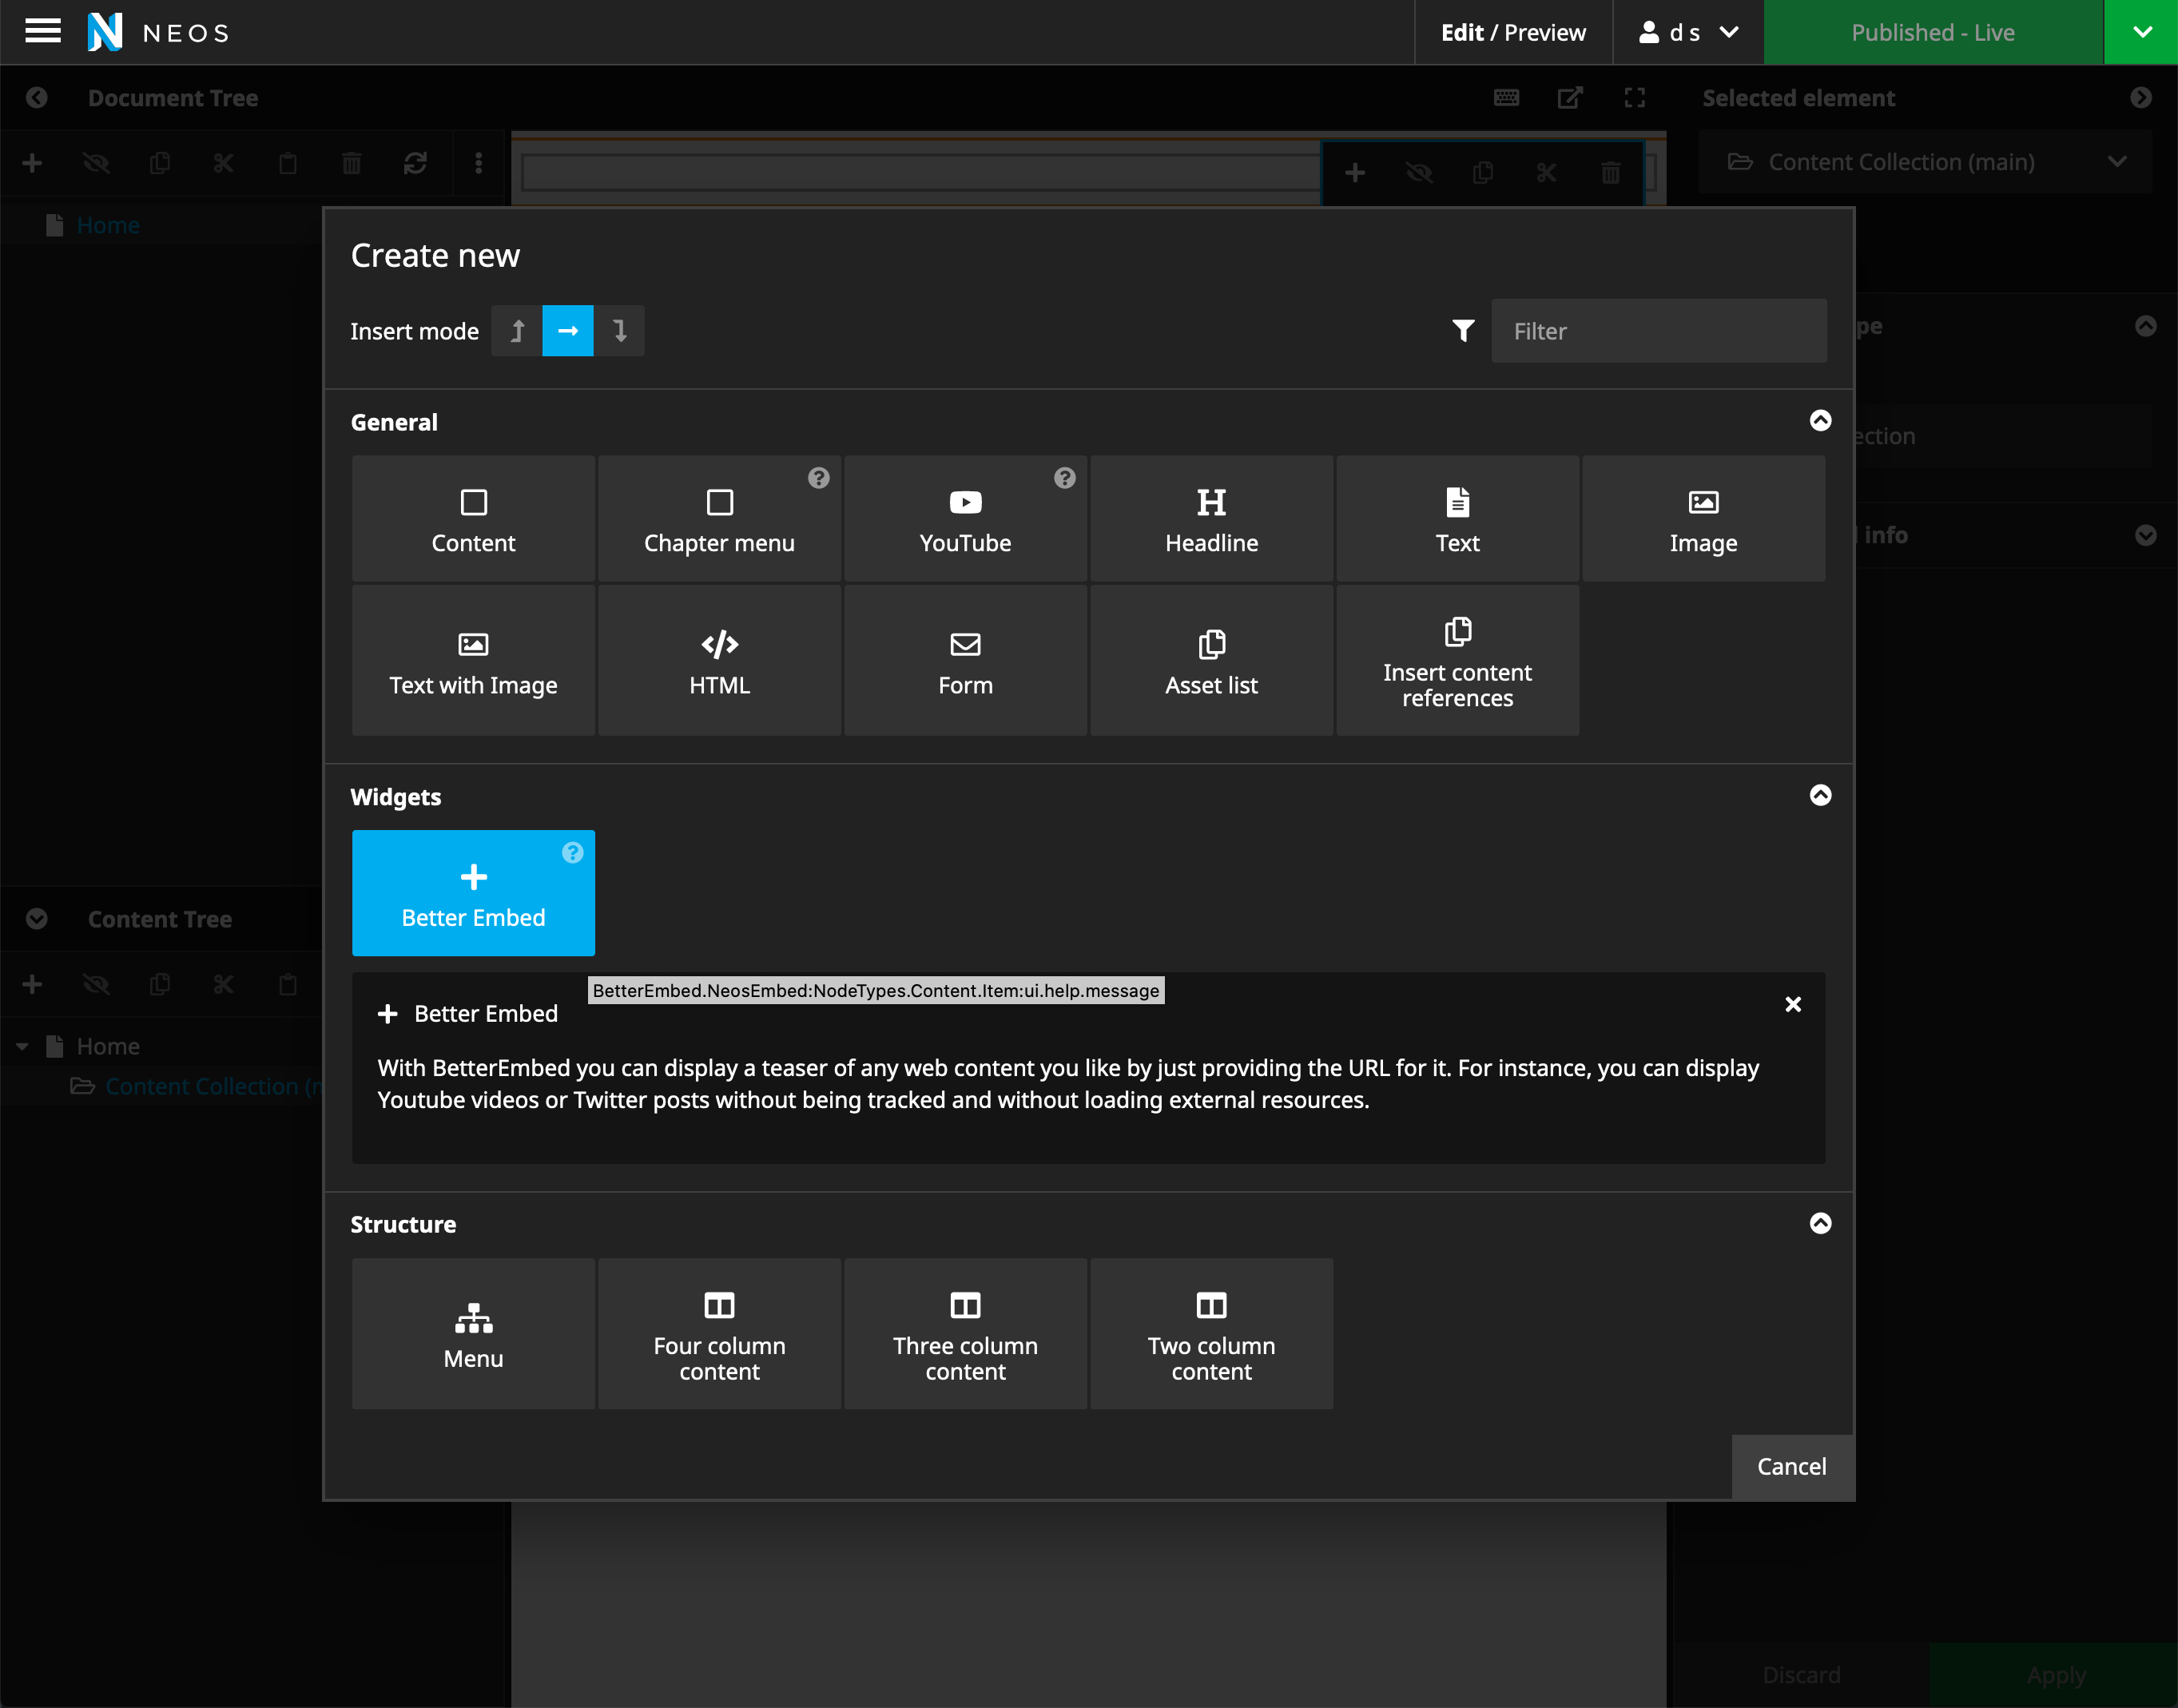 NEOS
Edit / Preview
d s
Published - Live
Document Tree
Selected element
Content Collection (main)
Home
Create new
Insert mode
Filter
pe
General
ection
Content
Chapter menu
YouTube
Headline
Text
Image
info
Text with Image
HTML
Form
Asset list
Insert content
references
Widgets
Better Embed
Content Tree
BetterEmbed.NeosEmbed:NodeTypes.Content.Item:ui.help.message
Better Embed
Home
With BetterEmbed you can display a teaser of any web content you like by just providing the URL for it. For instance, you can display
Youtube videos or Twitter posts without being tracked and without loading external resources.
Content Collection (
Structure
Menu
Four column
content
Three column
content
Two column
content
Cancel
Discard
Apply